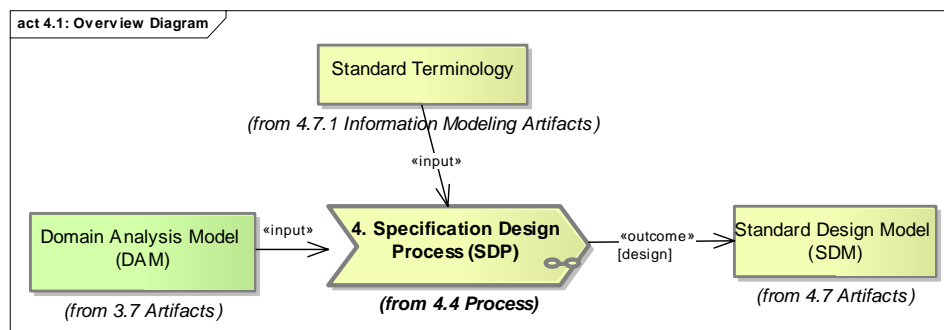 act 4.1: Overview Diagram
Standard Terminology
(from 4.7.1 Information Modeling Artifacts)
«input»
Domain Analysis Model
(DAM)
(from 3.7 Artifacts)
«input»
4. Specification Design
Process (SDP)
(from 4.4 Process)
«outcome»
[design]
Standard Design Model
(SDM)
(from 4.7 Artifacts)